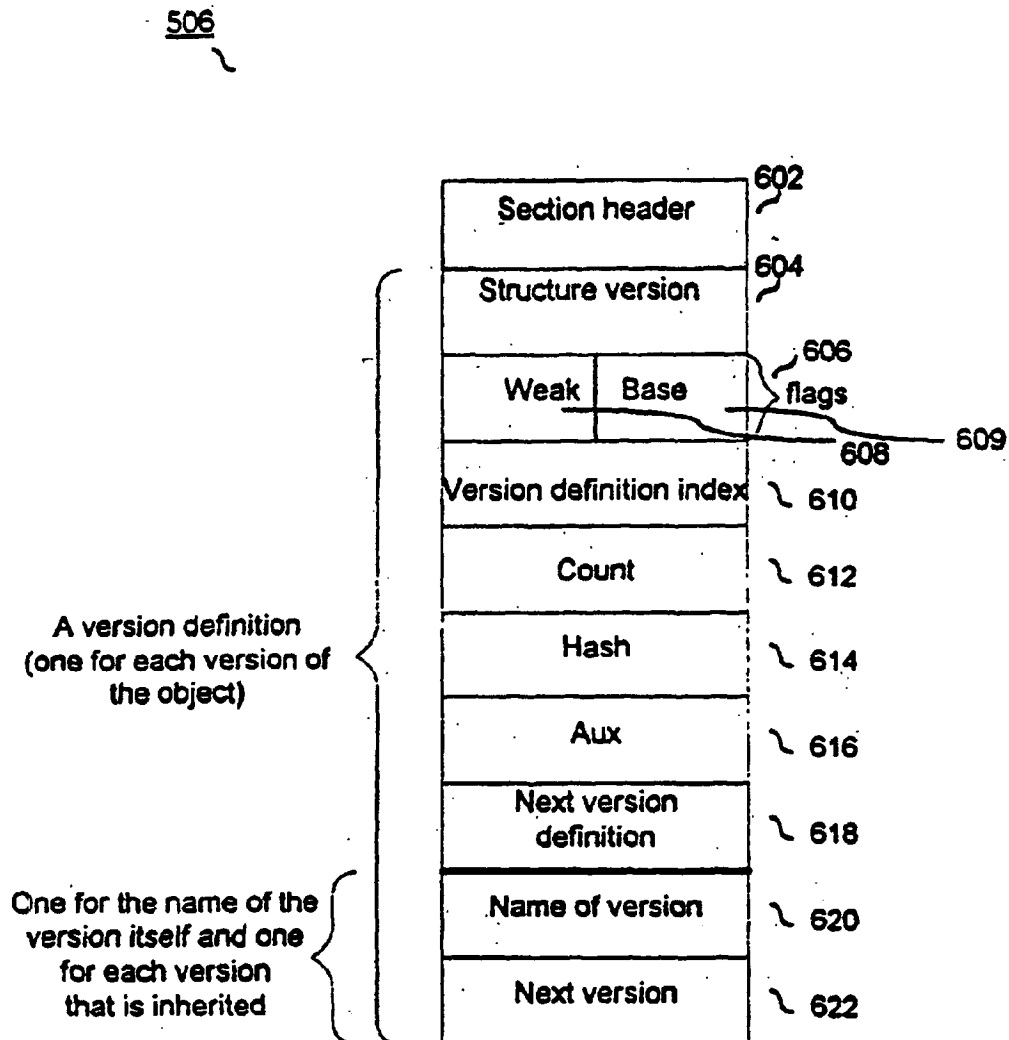 506
602
Section header
604
Structure version
606
Weak Base flags
608
609
Version definition index 610
Count 612
Hash 614
Aux 616
Next version
definition 618
Name of version 620
Next version 622
A version definition
(one for each version of
the object)
One for the name of the
version itself and one
for each version
that is inherited